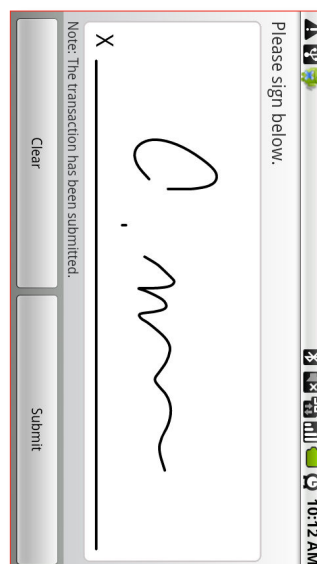 10:12 AM
Please sign below.
X
Note: The transaction has been submitted.
Clear
Submit